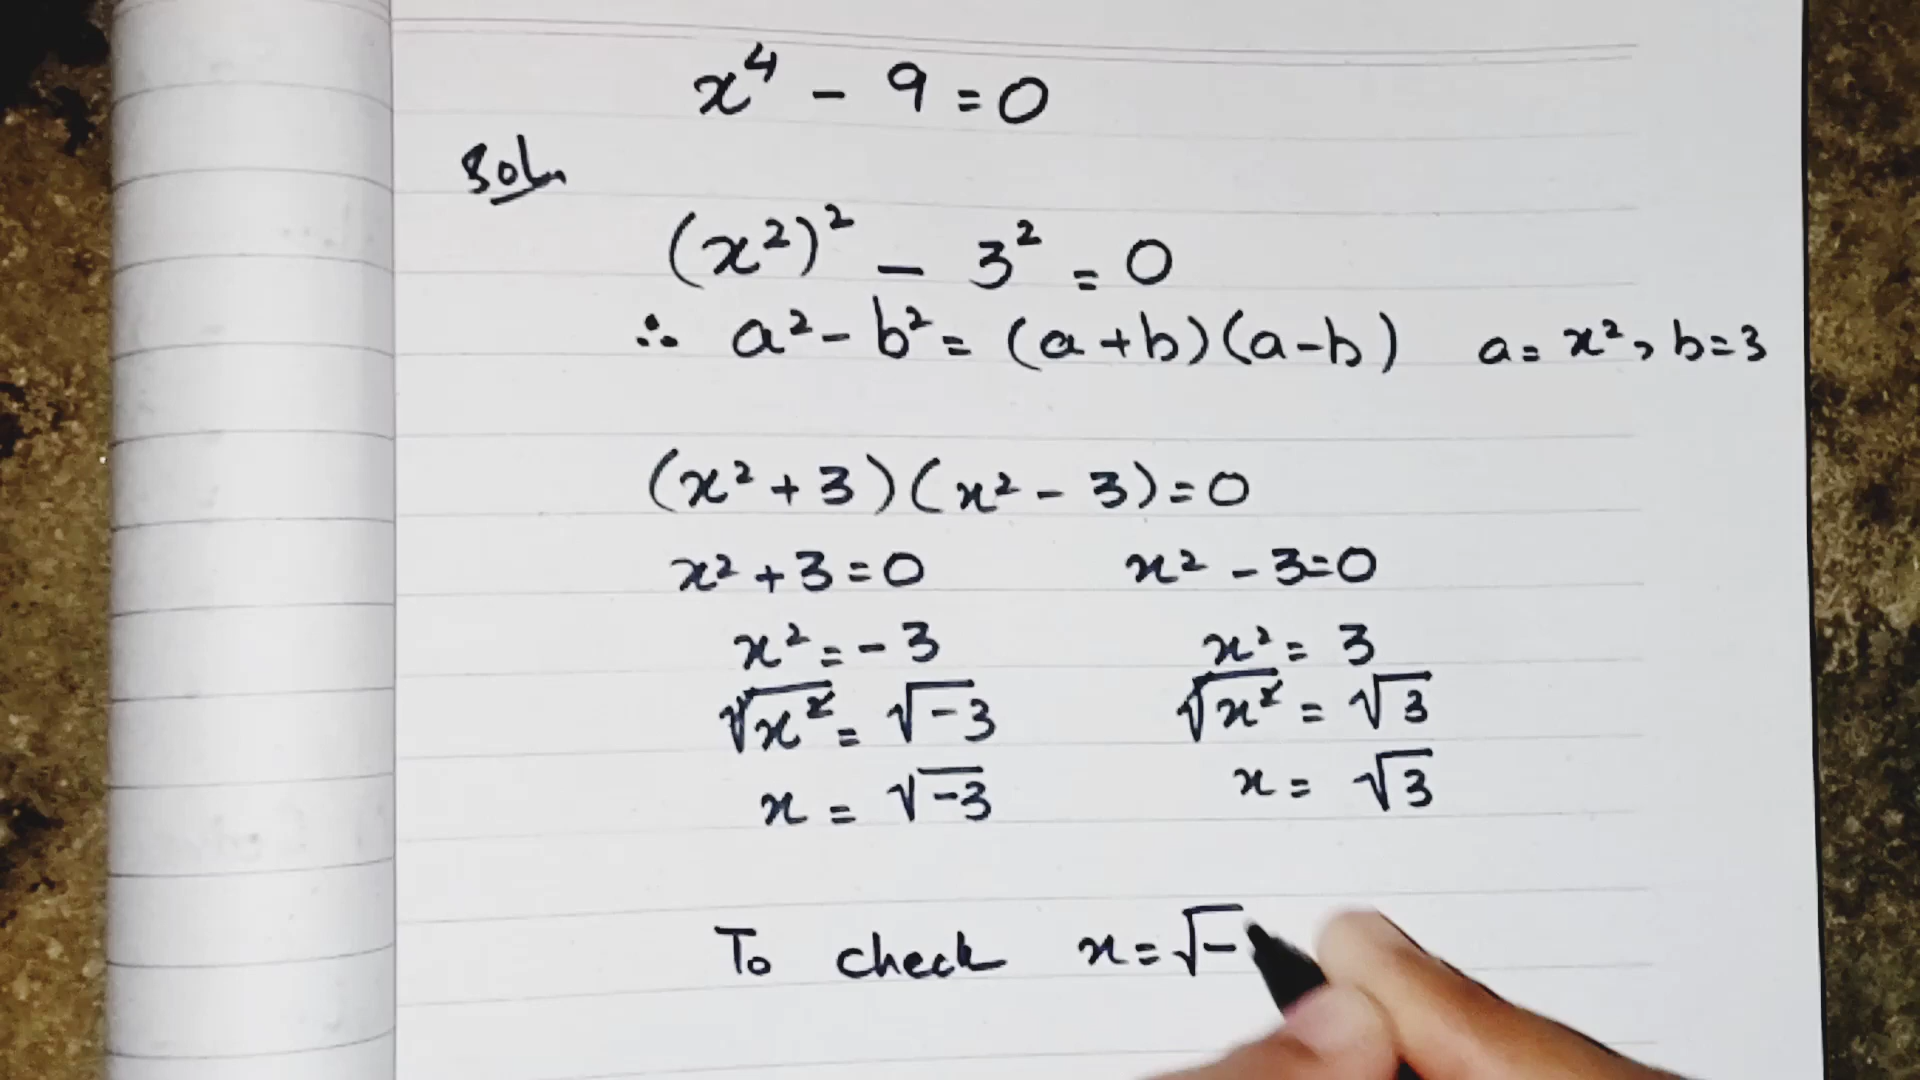 x⁴ - 9 = 0
Soln
(x²)² - 3² = 0
∴ a² - b² = (a+b)(a-b) a = x², b = 3
(x² + 3)(x² - 3) = 0
x² + 3 = 0 x² - 3 = 0
x² = -3 x² = 3
√x² = √-3 √x² = √3
x = √-3 x = √3
To check x = √-